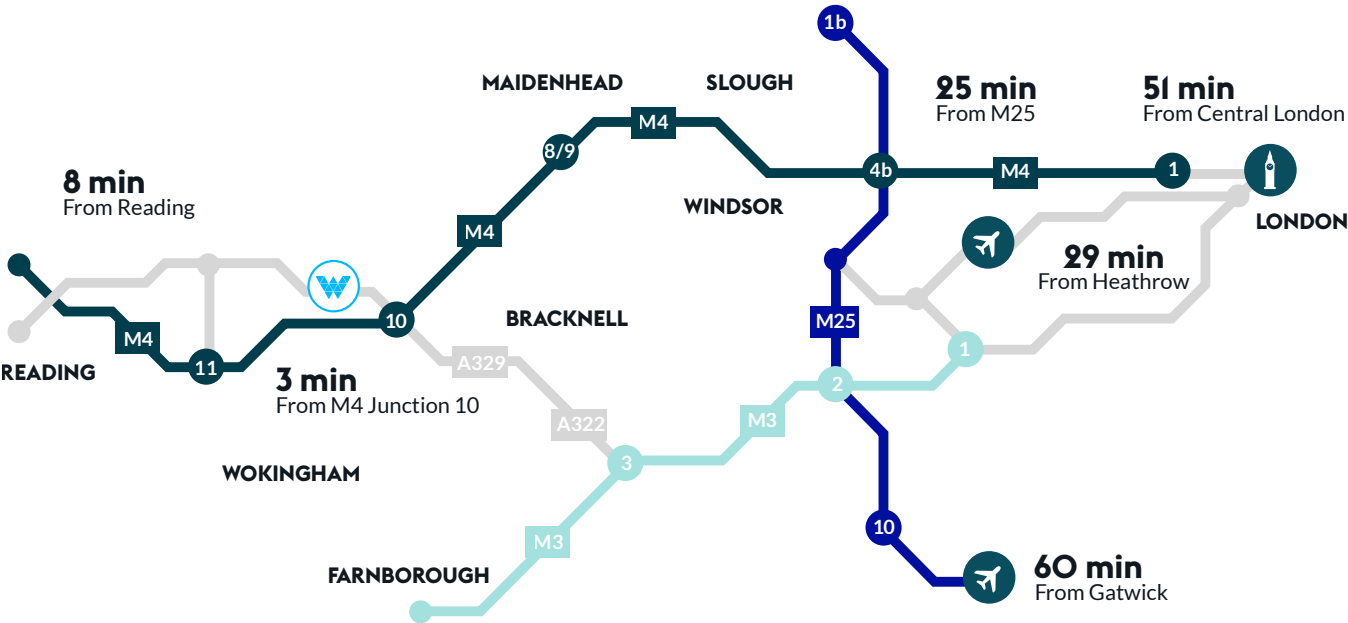 1b
MAIDENHEAD
SLOUGH
25 min
From M25
51 min
From Central London
M4
8/9
4b
M4
1
8 min
From Reading
WINDSOR
LONDON
M4
29 min
From Heathrow
10
BRACKNELL
M25
M4
11
READING
A329
1
3 min
From M4 Junction 10
2
A322
M3
WOKINGHAM
3
10
M3
FARNBOROUGH
60 min
From Gatwick